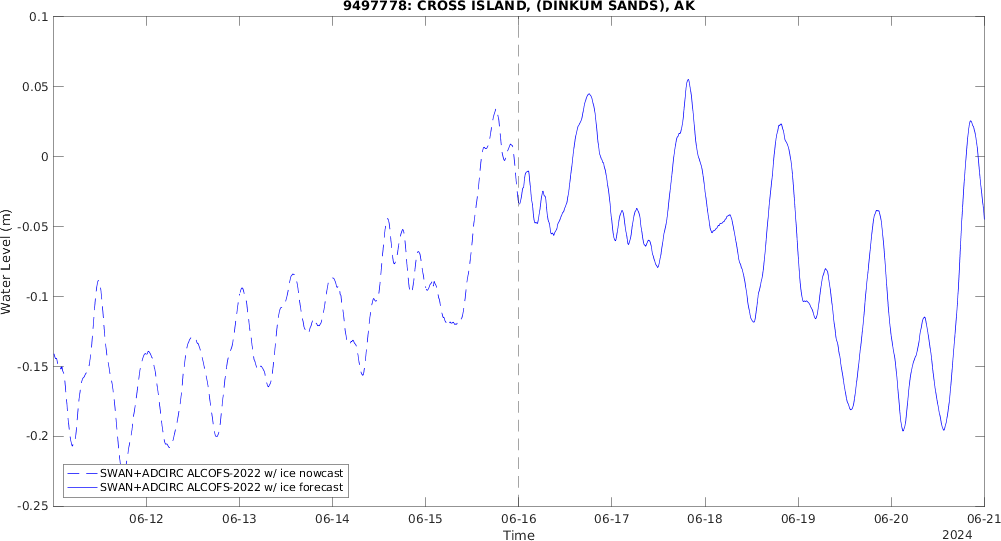 9497778: CROSS ISLAND, (DINKUM SANDS), AK
0.1
0.05
0
-0.05
-0.1
-0.15
-0.2
-0.25
Water Level (m)
SWAN+ADCIRC ALCOFS-2022 w/ ice nowcast
SWAN+ADCIRC ALCOFS-2022 w/ ice forecast
06-12 06-13 06-14 06-15 06-16 06-17 06-18 06-19 06-20 06-21
Time
2024